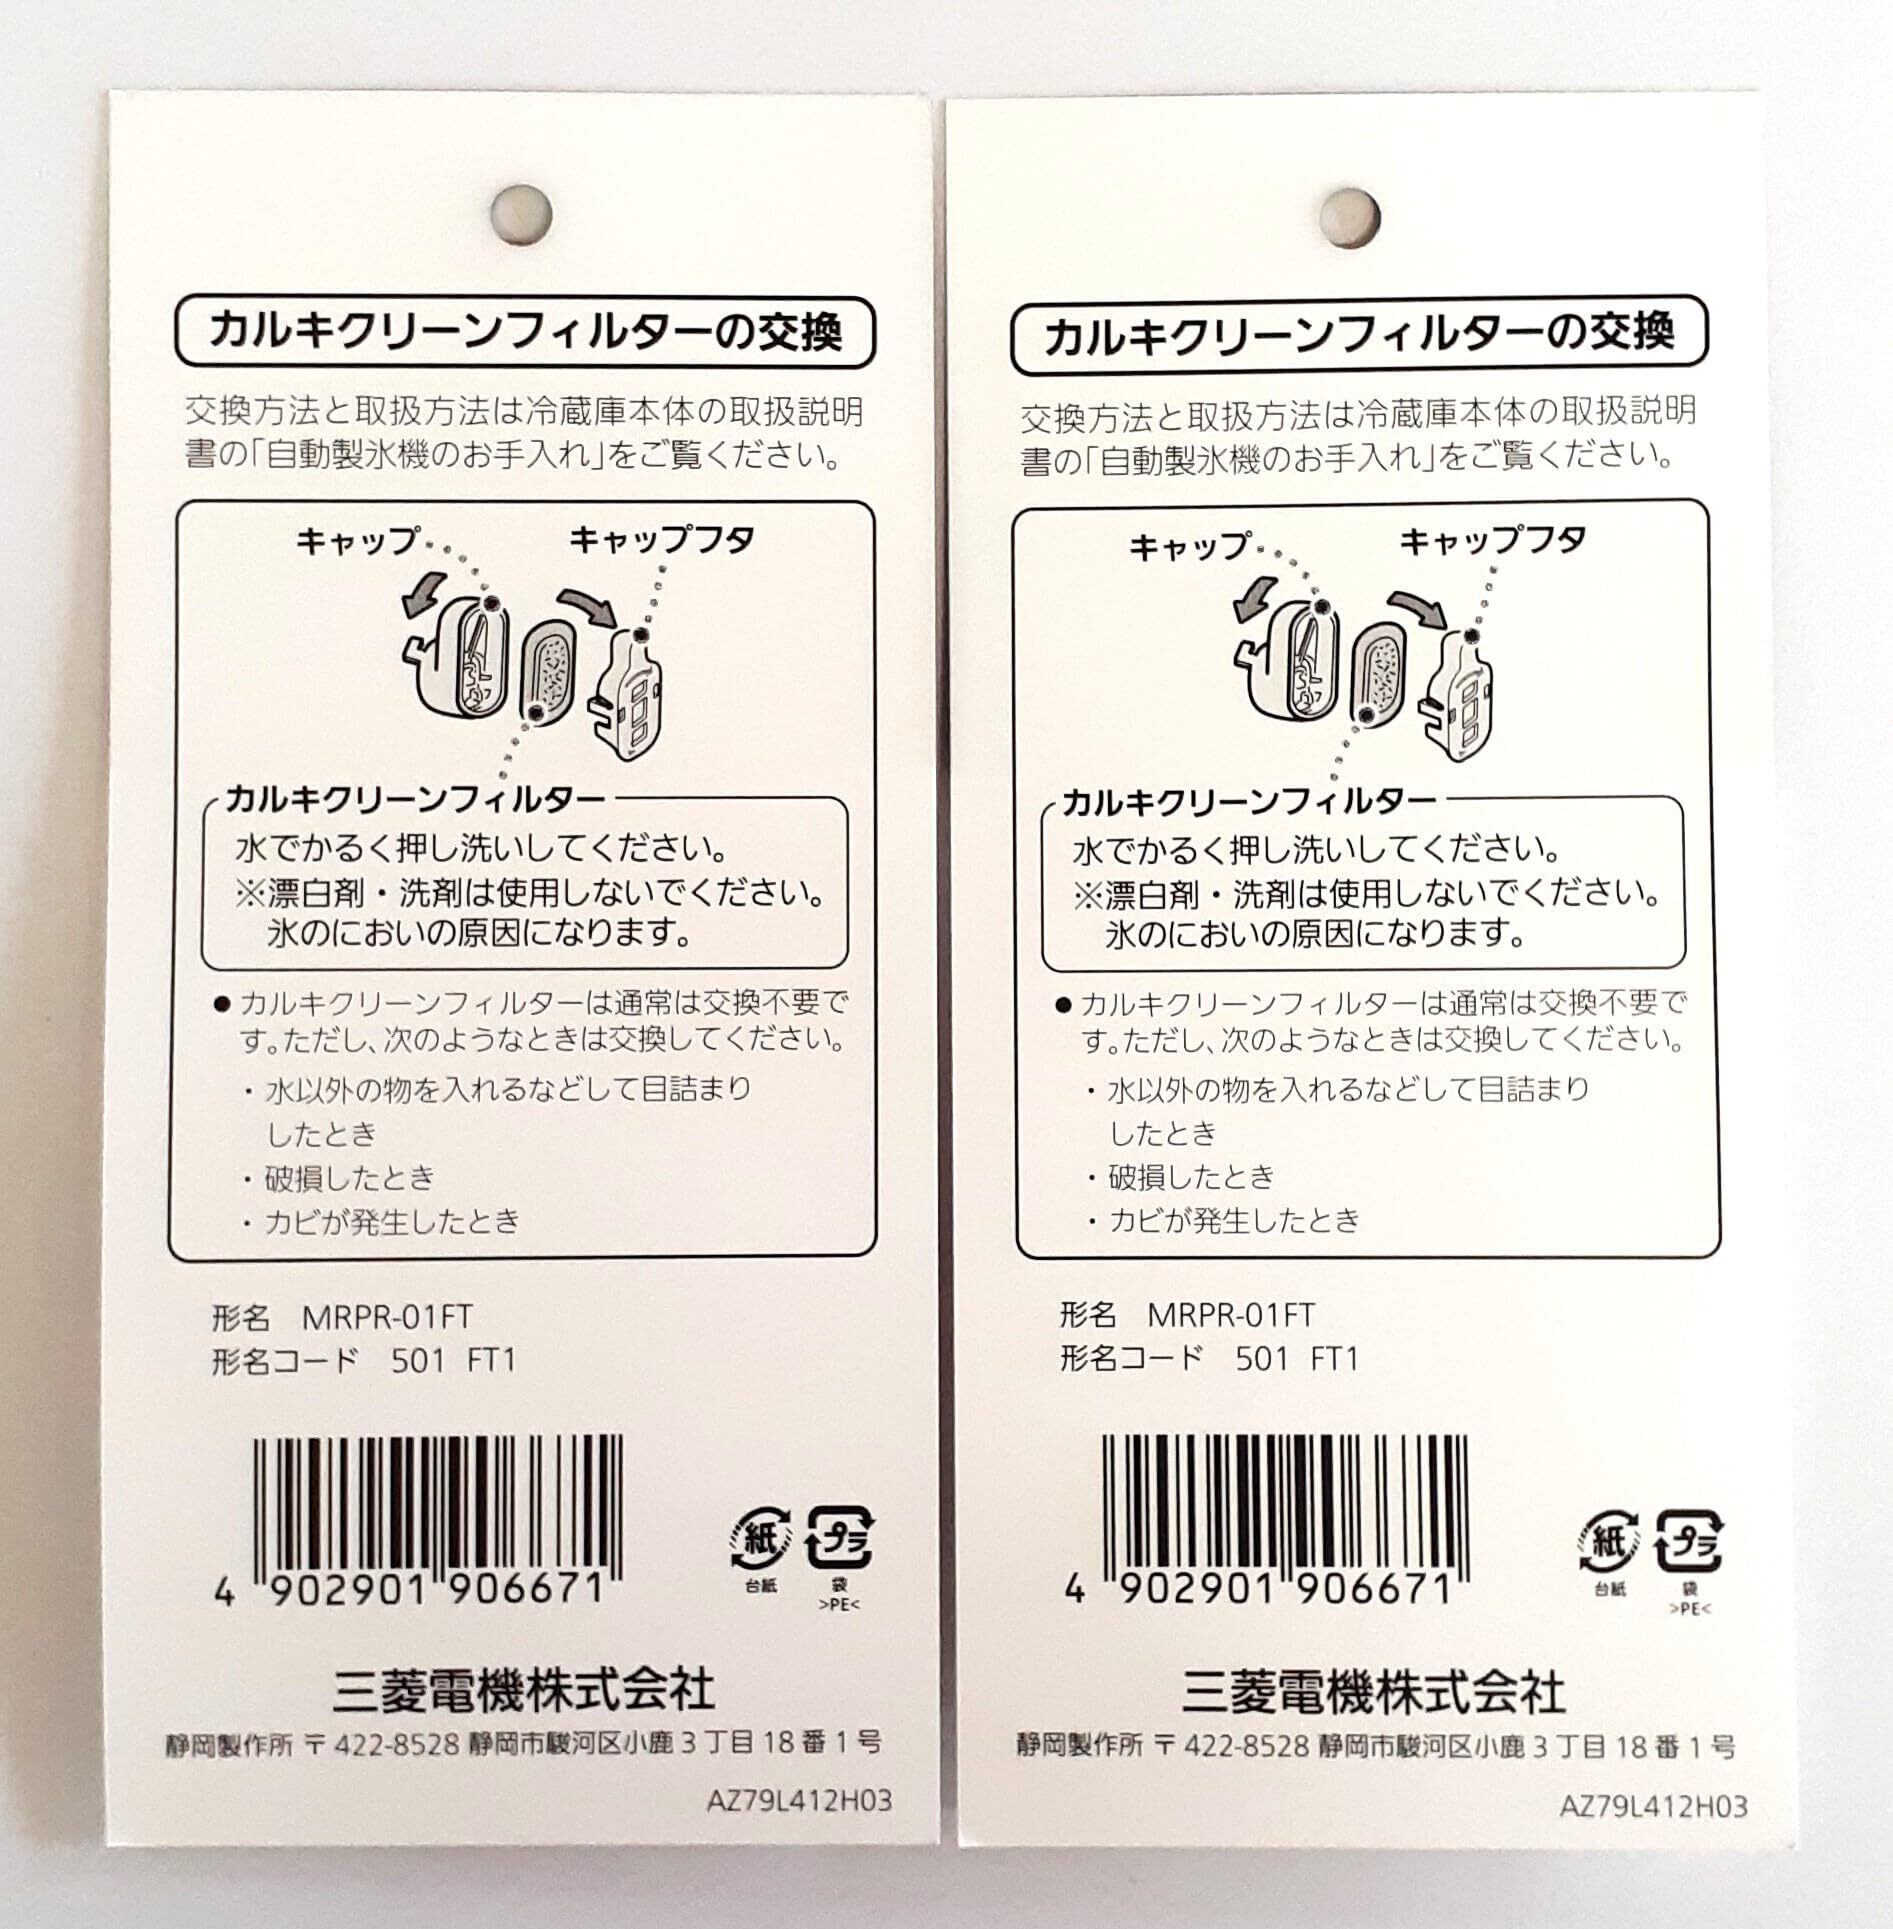 カルキクリーンフィルターの交換
交換方法と取扱方法は冷蔵庫本体の取扱説明
書の「自動製氷機のお手入れ」をご覧ください。
キャップ
キャップフタ
カルキクリーンフィルター
水でかるく押し洗いしてください。
※漂白剤・洗剤は使用しないでください。
氷のにおいの原因になります。
●カルキクリーンフィルターは通常は交換不要で
す。ただし、次のようなときは交換してください。
・水以外の物を入れるなどして目詰まり
したとき
・破損したとき
・カビが発生したとき
形名 MRPR-01FT
形名コード 501 FT1
4 902901 906671
紙
台紙
プラ
袋
>PE<
三菱電機株式会社
静岡製作所 〒422-8528 静岡市駿河区小鹿3丁目18番1号
AZ79L412H03
カルキクリーンフィルターの交換
交換方法と取扱方法は冷蔵庫本体の取扱説明
書の「自動製氷機のお手入れ」をご覧ください。
キャップ
キャップフタ
カルキクリーンフィルター
水でかるく押し洗いしてください。
※漂白剤・洗剤は使用しないでください。
氷のにおいの原因になります。
●カルキクリーンフィルターは通常は交換不要で
す。ただし、次のようなときは交換してください。
・水以外の物を入れるなどして目詰まり
したとき
・破損したとき
・カビが発生したとき
形名 MRPR-01FT
形名コード 501 FT1
4 902901 906671
紙
台紙
プラ
袋
>PE<
三菱電機株式会社
静岡製作所 〒422-8528 静岡市駿河区小鹿3丁目18番1号
AZ79L412H03